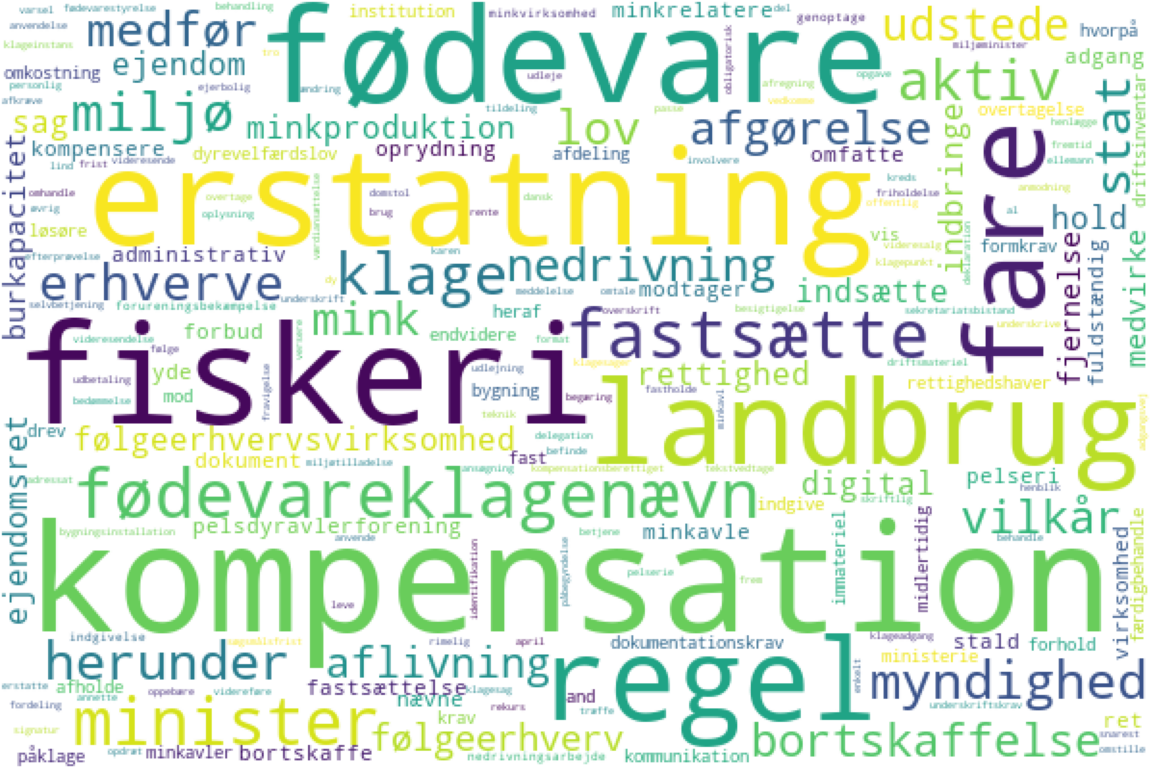 varsel fødevarestyrelse behandling minkvirksomhed del
anvendelse institution minkrelatere genoptage
medfør fødevare udstede hvorpå
klageinstans miljøminister
omkostning ejendom tro udleje obligatorisk afregning opgave aktiv adgang
personlig ejerbolig ændring vedkomme
afkræve tildeling passe overtagelse
sag miljø minkproduktion lov afgørelse henlægge
kompensere dyrevelfærdslov oprydning afdeling involvere omfatte fremtid
lind frist videresende ellemann
burkapacitet omhandle erstatning indbringe fare stat driftsinventar
overtage værdiansættelse domstol dansk kreds anmodning
øvrig oplysning brug rente friholdelse al
løsøre offentlig hold
efterprøvelse administrativ karen vis videresalg formkrav
erhverve klage nedrivning klagepunkt deklaration
meddelelse omtale modtager
selvbetjening dy underskrift besigtigelse indsætte fjernelse fuldstændig medvirke
forureningsbekæmpelse heraf overskrift sekretariatsbistand
forbud mink endvidere format fastsætte underskrive
videresendelse versere
fiskeri følge klagesager driftsmateriel
udbetaling yde fravigelse udlejning rettighed
bedømmelse mod bygning fastholde rettighedshaver
begæring minkavl landbrug
ejendomsret drev følgeerhvervsvirksomhed teknik delegation adgangsvej
befinde
dokument miljøtilladelse fast
adressat ansøgning kompensationsberettiget tekstvedtage pelseri
fødevareklagenævn digital henblik
indgive skriftlig
bygningsinstallation pelsdyravlerforening betjene minkavle vilkår
anvende immateriel midlertidig behandle
kompensation identifikation påbegyndelse pelserie frem virksomhed færdigbehandle
leve
indgivelse søgsmålsfrist rimelig april dokumentationskrav klageadgang stald forhold
herunder aflivning regel enkelt ministerie
erstatte afholde oppebære videreføre fastsættelse klagesag and myndighed
fordeling annette nævne underskriftskrav
signatur minister krav rekurs træffe ret
følgeerhverv bortskaffelse snarest
påklage opdræt minkavler bortskaffe nedrivningsarbejde kommunikation omstille